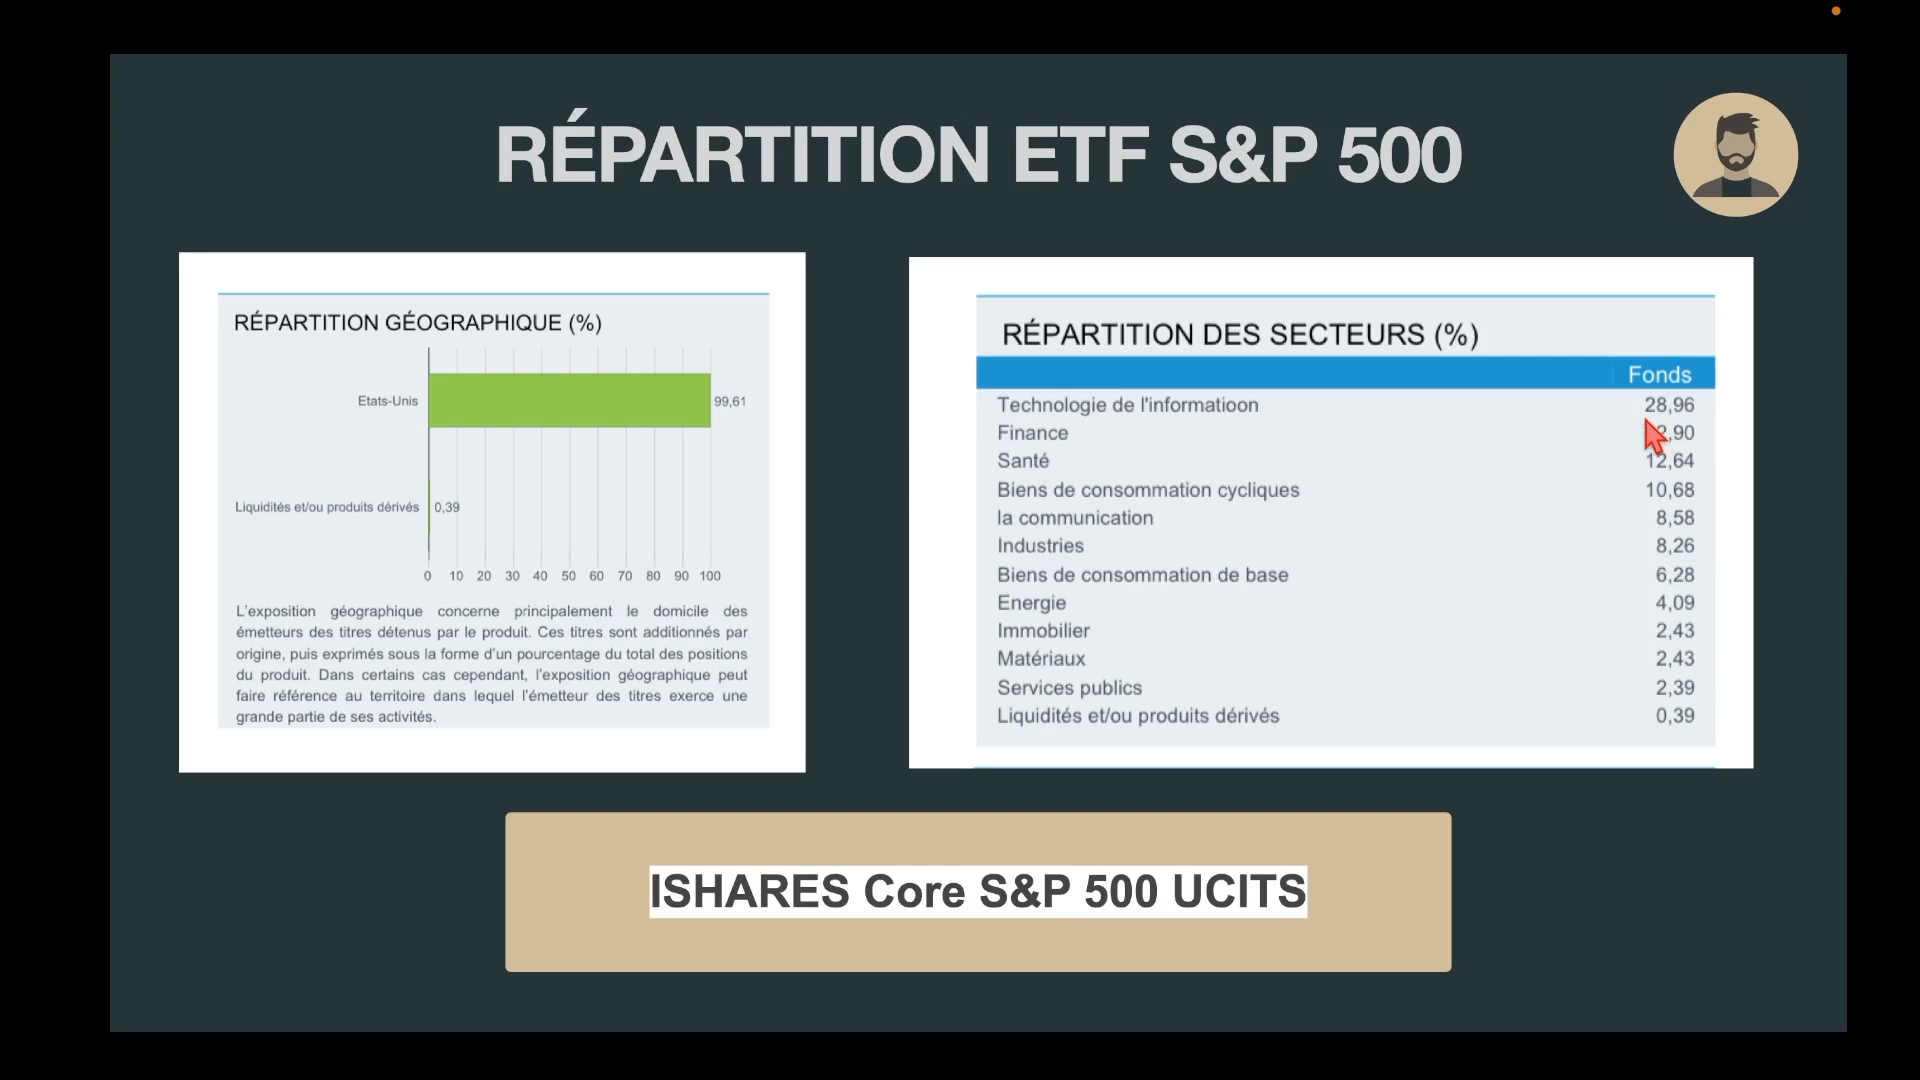 RÉPARTITION ETF S&P 500
RÉPARTITION GÉOGRAPHIQUE (%)
Etats-Unis 99,61
Liquidités et/ou produits dérivés 0,39
0 10 20 30 40 50 60 70 80 90 100
L'exposition géographique concerne principalement le domicile des
émetteurs des titres détenus par le produit. Ces titres sont additionnés par
origine, puis exprimés sous la forme d'un pourcentage du total des positions
du produit. Dans certains cas cependant, l'exposition géographique peut
faire référence au territoire dans lequel l'émetteur des titres exerce une
grande partie de ses activités.
RÉPARTITION DES SECTEURS (%)
Fonds
Technologie de l'informatioon 28,96
Finance
Santé 12,64
Biens de consommation cycliques 10,68
la communication 8,58
Industries 8,26
Biens de consommation de base 6,28
Energie 4,09
Immobilier 2,43
Matériaux 2,43
Services publics 2,39
Liquidités et/ou produits dérivés 0,39
ISHARES Core S&P 500 UCITS